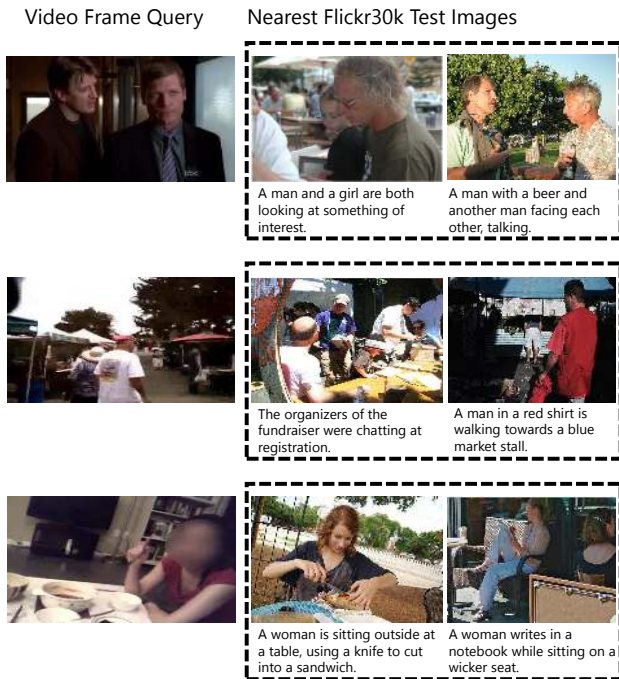 Video Frame Query
Nearest Flickr30k Test Images
A man and a girl are both
looking at something of
interest.
A man with a beer and
another man facing each
other, talking.
The organizers of the
fundraiser were chatting at
registration.
A man in a red shirt is
walking towards a blue
market stall.
A woman is sitting outside at
a table, using a knife to cut
into a sandwich.
A woman writes in a
notebook while sitting on a
wicker seat.